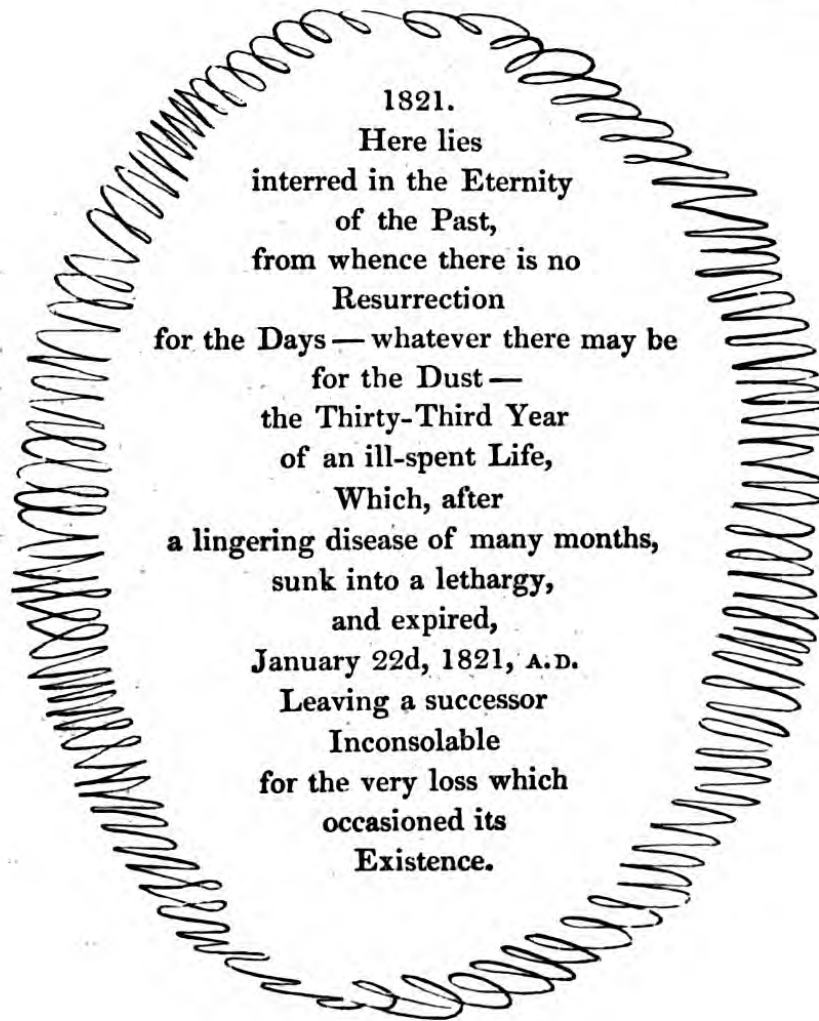 1821.
Here lies
interred in the Eternity
of the Past,
from whence there is no
Resurrection
for the Days — whatever there may be
for the Dust —
the Thirty-Third Year
of an ill-spent Life,
Which, after
a lingering disease of many months,
sunk into a lethargy,
and expired,
January 22d, 1821, A.D.
Leaving a successor
Inconsolable
for the very loss which
occasioned its
Existence.